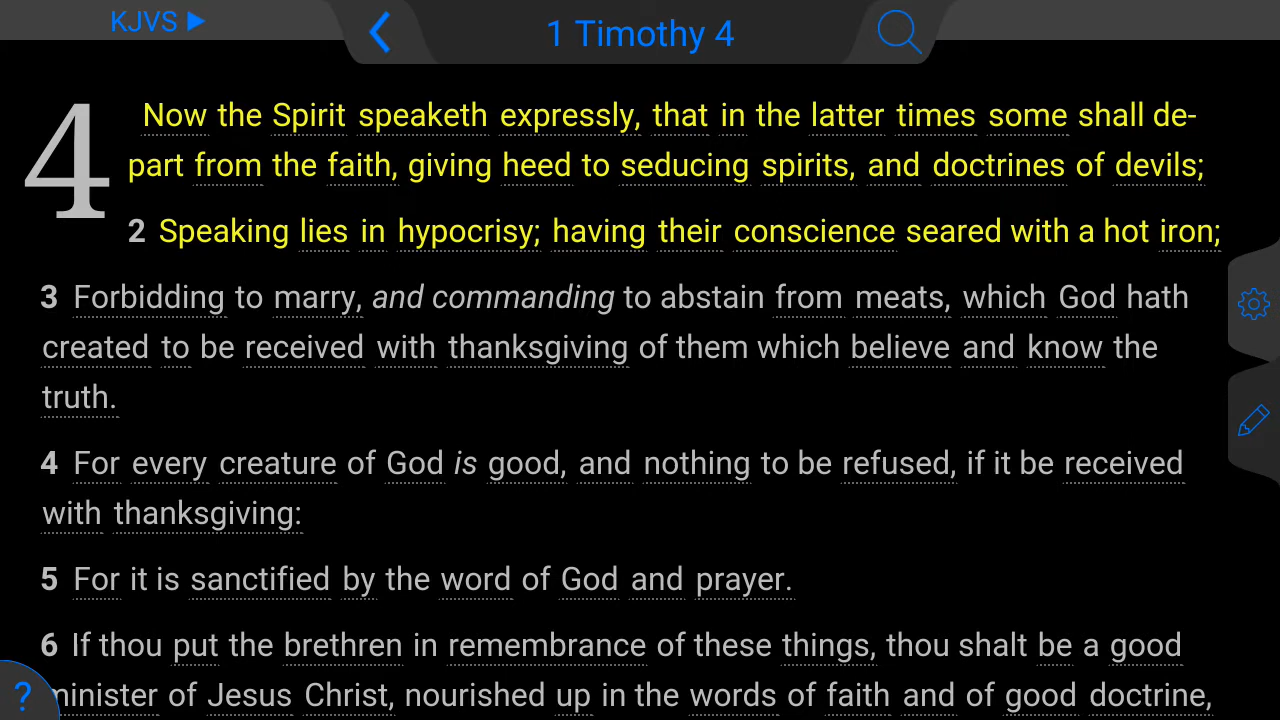 KJVS ▶
1 Timothy 4
4 Now the Spirit speaketh expressly, that in the latter times some shall de-
part from the faith, giving heed to seducing spirits, and doctrines of devils;
2 Speaking lies in hypocrisy; having their conscience seared with a hot iron;
3 Forbidding to marry, and commanding to abstain from meats, which God hath
created to be received with thanksgiving of them which believe and know the
truth.
4 For every creature of God is good, and nothing to be refused, if it be received
with thanksgiving:
5 For it is sanctified by the word of God and prayer.
6 If thou put the brethren in remembrance of these things, thou shalt be a good
minister of Jesus Christ, nourished up in the words of faith and of good doctrine,
?